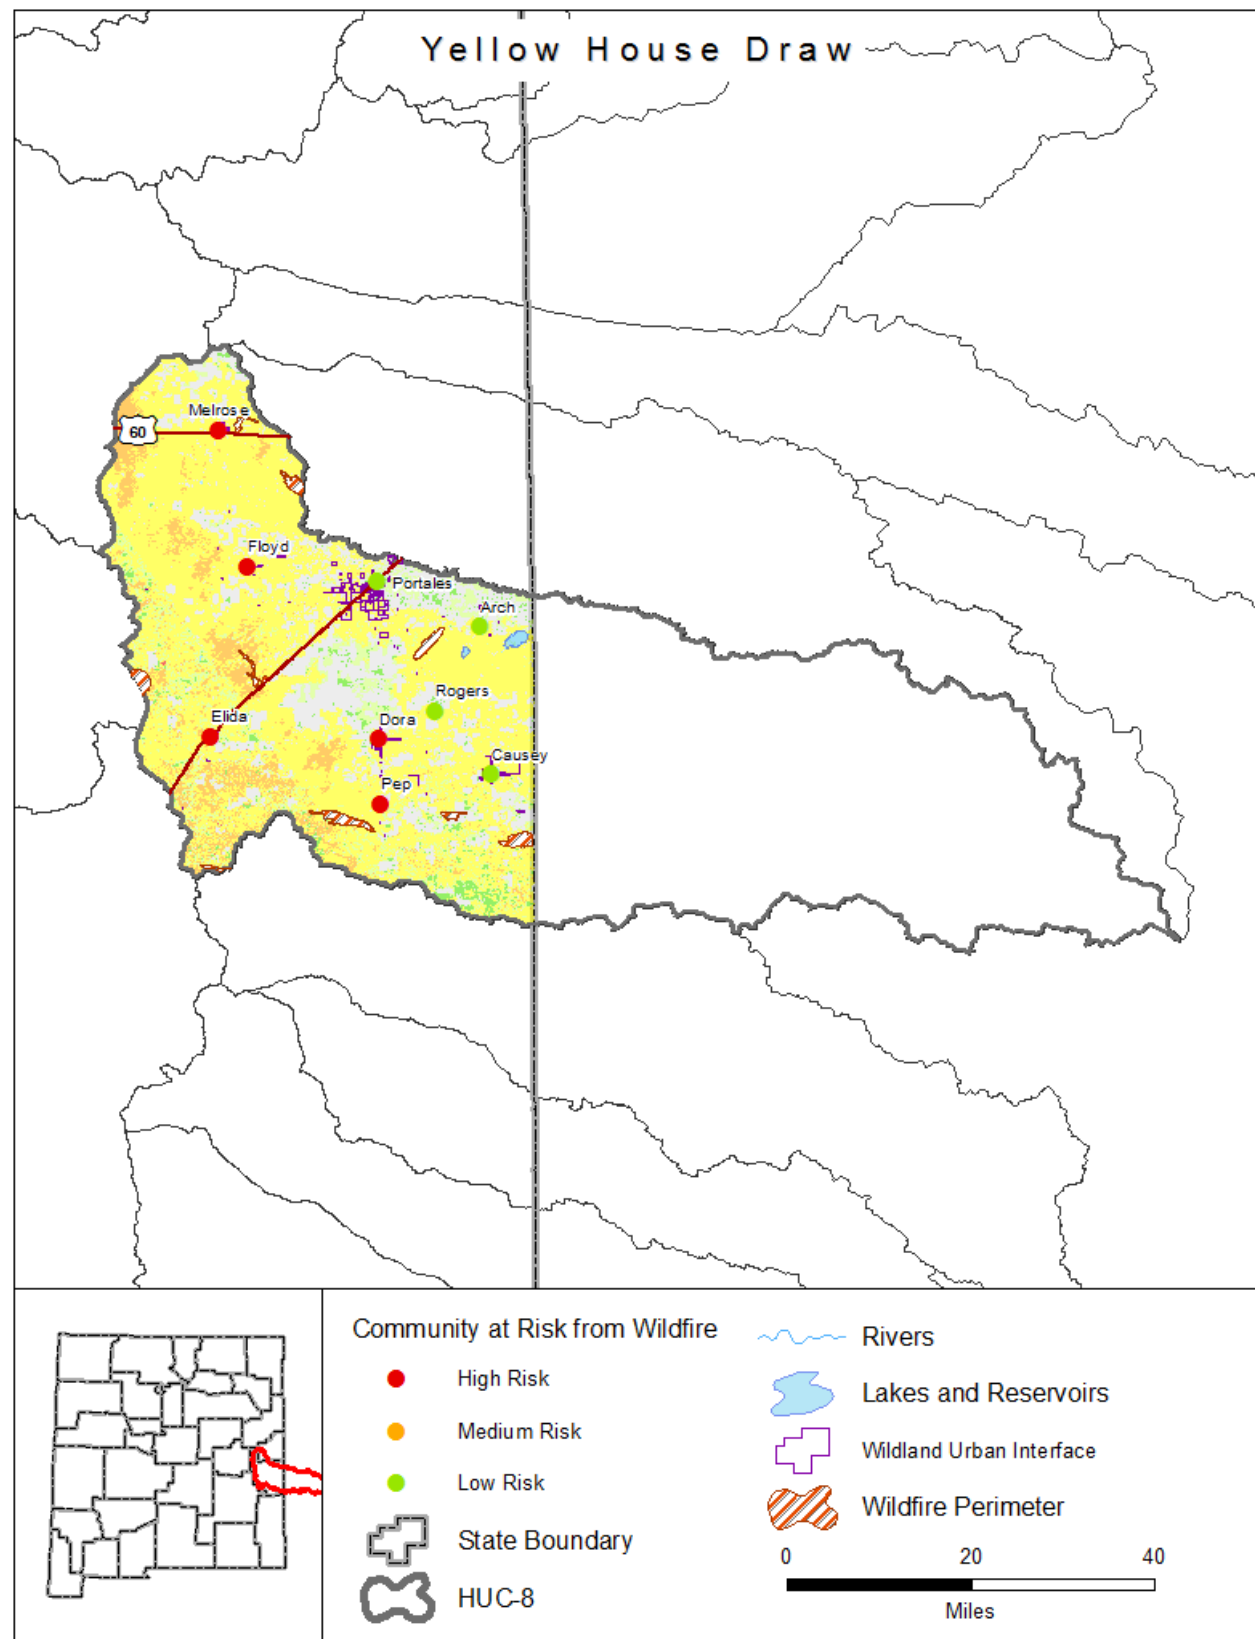 Yellow House Draw
Melrose
60
Floyd
Portales
Arch
Rogers
Elida
Dora
Causey
Pep
Community at Risk from Wildfire
High Risk
Medium Risk
Low Risk
State Boundary
HUC-8
Rivers
Lakes and Reservoirs
Wildland Urban Interface
Wildfire Perimeter
0 20 40
Miles